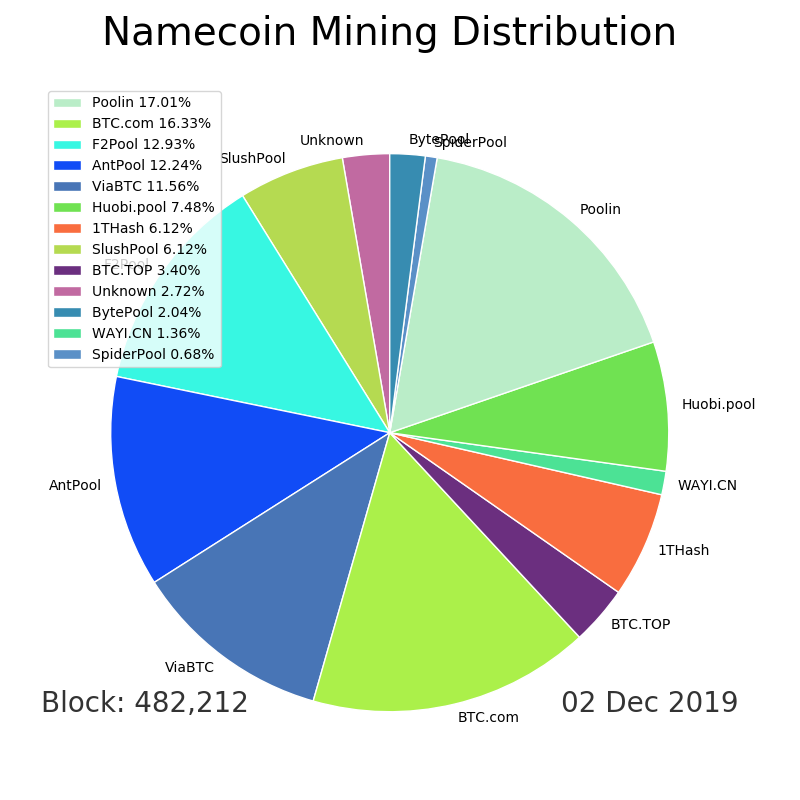 Namecoin Mining Distribution
Poolin 17.01%
BTC.com 16.33%
F2Pool 12.93%
AntPool 12.24%
ViaBTC 11.56%
Huobi.pool 7.48%
1THash 6.12%
SlushPool 6.12%
BTC.TOP 3.40%
Unknown 2.72%
BytePool 2.04%
WAYI.CN 1.36%
SpiderPool 0.68%
Unknown
BytePool
SpiderPool
SlushPool
Poolin
F2Pool
Huobi.pool
AntPool
WAYI.CN
1THash
BTC.TOP
ViaBTC
BTC.com
Block: 482,212
02 Dec 2019